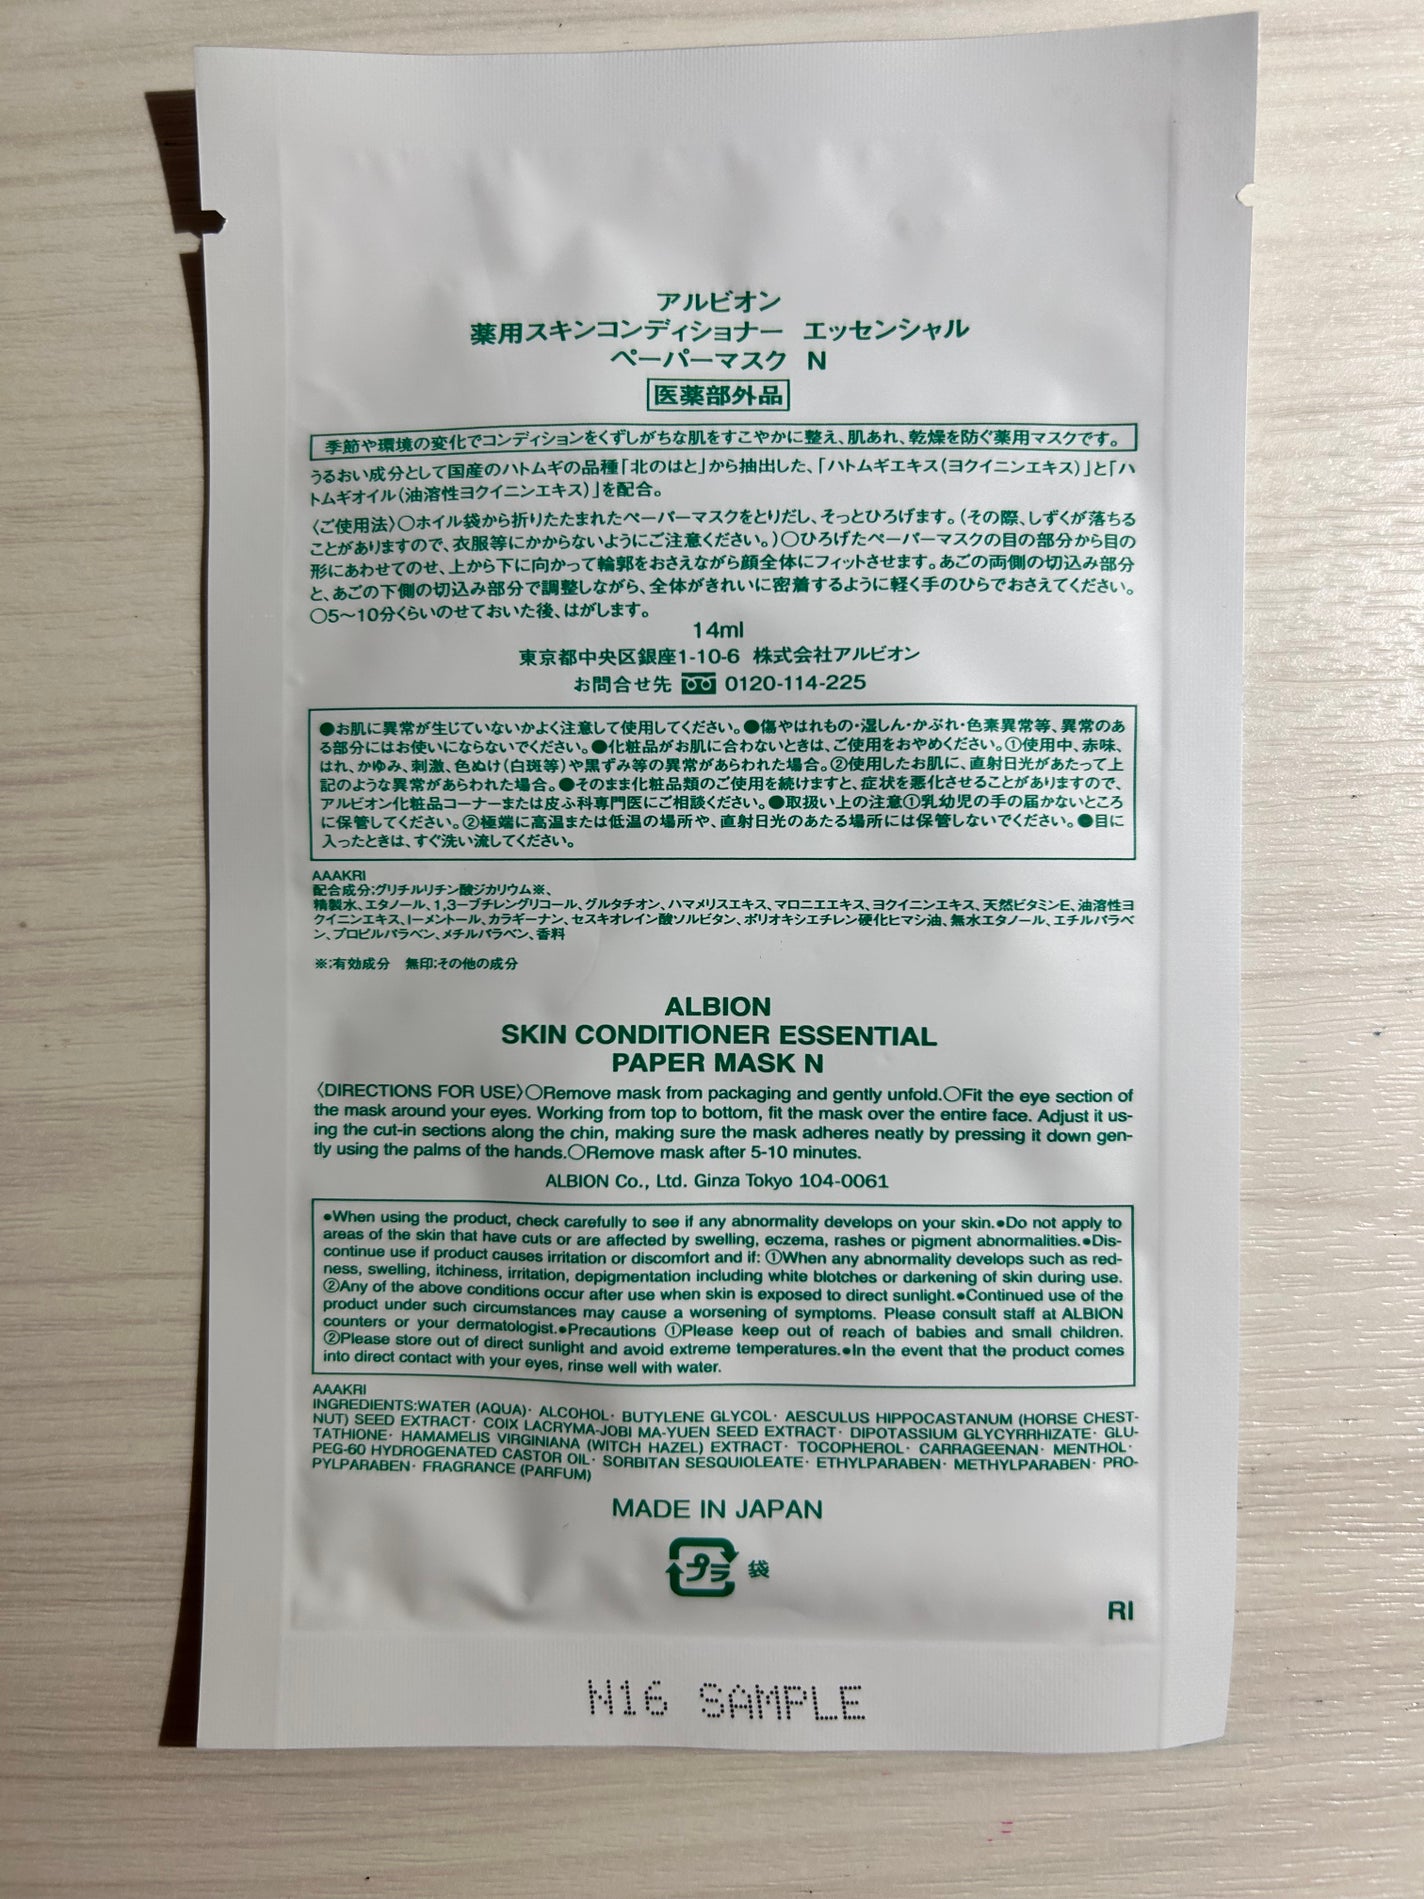 アルビオン
薬用スキンコンディショナー エッセンシャル
ペーパーマスク N
医薬部外品
季節や環境の変化でコンディションをくずしがちな肌をすこやかに整え、肌あれ、乾燥を防ぐ薬用マスクです。
うるおい成分として国産のハトムギの品種「北のはと」から抽出した、「ハトムギエキス(ヨクイニンエキス)」と「ハ
トムギオイル(油溶性ヨクイニンエキス)」を配合。
〈ご使用法〉○ホイル袋から折りたたまれたペーパーマスクをとりだし、そっとひろげます。(その際、しずくが落ちる
ことがありますので、衣服等にかからないようにご注意ください。)○ひろげたペーパーマスクの目の部分から目の
形にあわせてのせ、上から下に向かって輪郭をおさえながら顔全体にフィットさせます。あごの両側の切込み部分
と、あごの下側の切込み部分で調整しながら、全体がきれいに密着するように軽く手のひらでおさえてください。
○5〜10分くらいのせておいた後、はがします。
14ml
東京都中央区銀座1-10-6 株式会社アルビオン
お問合せ先 0120-114-225
●お肌に異常が生じていないかよく注意して使用してください。●傷やはれもの・湿しん・かぶれ・色素異常等、異常のあ
る部分にはお使いにならないでください。●化粧品がお肌に合わないときは、ご使用をおやめください。①使用中、赤味、
はれ、かゆみ、刺激、色ぬけ(白斑等)や黒ずみ等の異常があらわれた場合。②使用したお肌に、直射日光があたって上
記のような異常があらわれた場合。●そのまま化粧品類のご使用を続けますと、症状を悪化させることがありますので、
アルビオン化粧品コーナーまたは皮ふ科専門医にご相談ください。●取扱い上の注意①乳幼児の手の届かないところ
に保管してください。②極端に高温または低温の場所や、直射日光のあたる場所には保管しないでください。●目に
入ったときは、すぐ洗い流してください。
AAAKRI
配合成分:グリチルリチン酸ジカリウム※、
精製水、エタノール、1,3ーブチレングリコール、グルタチオン、ハマメリスエキス、マロニエエキス、ヨクイニンエキス、天然ビタミンE、油溶性ヨ
クイニンエキス、lーメントール、カラギーナン、セスキオレイン酸ソルビタン、ポリオキシエチレン硬化ヒマシ油、無水エタノール、エチルパラベ
ン、プロピルパラベン、メチルパラベン、香料
※:有効成分 無印:その他の成分
ALBION
SKIN CONDITIONER ESSENTIAL
PAPER MASK N
〈DIRECTIONS FOR USE〉○Remove mask from packaging and gently unfold.○Fit the eye section of
the mask around your eyes. Working from top to bottom, fit the mask over the entire face. Adjust it us-
ing the cut-in sections along the chin, making sure the mask adheres neatly by pressing it down gen-
tly using the palms of the hands.○Remove mask after 5-10 minutes.
ALBION Co., Ltd. Ginza Tokyo 104-0061
●When using the product, check carefully to see if any abnormality develops on your skin.●Do not apply to
areas of the skin that have cuts or are affected by swelling, eczema, rashes or pigment abnormalities.●Dis-
continue use if product causes irritation or discomfort and if: ①When any abnormality develops such as red-
ness, swelling, itchiness, irritation, depigmentation including white blotches or darkening of skin during use.
②Any of the above conditions occur after use when skin is exposed to direct sunlight.●Continued use of the
product under such circumstances may cause a worsening of symptoms. Please consult staff at ALBION
counters or your dermatologist.●Precautions ①Please keep out of reach of babies and small children.
②Please store out of direct sunlight and avoid extreme temperatures.●In the event that the product comes
into direct contact with your eyes, rinse well with water.
AAAKRI
INGREDIENTS:WATER (AQUA)· ALCOHOL· BUTYLENE GLYCOL· AESCULUS HIPPOCASTANUM (HORSE CHEST-
NUT) SEED EXTRACT· COIX LACRYMA-JOBI MA-YUEN SEED EXTRACT· DIPOTASSIUM GLYCYRRHIZATE· GLU-
TATHIONE· HAMAMELIS VIRGINIANA (WITCH HAZEL) EXTRACT· TOCOPHEROL· CARRAGEENAN· MENTHOL·
PEG-60 HYDROGENATED CASTOR OIL· SORBITAN SESQUIOLEATE· ETHYLPARABEN· METHYLPARABEN· PRO-
PYLPARABEN· FRAGRANCE (PARFUM)
MADE IN JAPAN
プラ 袋
RI
N16 SAMPLE